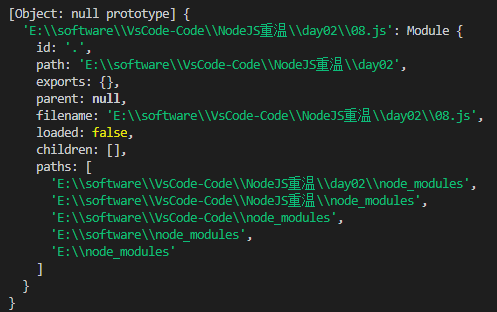 [Object: null prototype] {
  'E:\\software\\VsCode-Code\\NodeJS重温\\day02\\08.js': Module {
    id: '.',
    path: 'E:\\software\\VsCode-Code\\NodeJS重温\\day02',
    exports: {},
    parent: null,
    filename: 'E:\\software\\VsCode-Code\\NodeJS重温\\day02\\08.js',
    loaded: false,
    children: [],
    paths: [
      'E:\\software\\VsCode-Code\\NodeJS重温\\day02\\node_modules',
      'E:\\software\\VsCode-Code\\NodeJS重温\\node_modules',
      'E:\\software\\VsCode-Code\\node_modules',
      'E:\\software\\node_modules',
      'E:\\node_modules'
    ]
  }
}